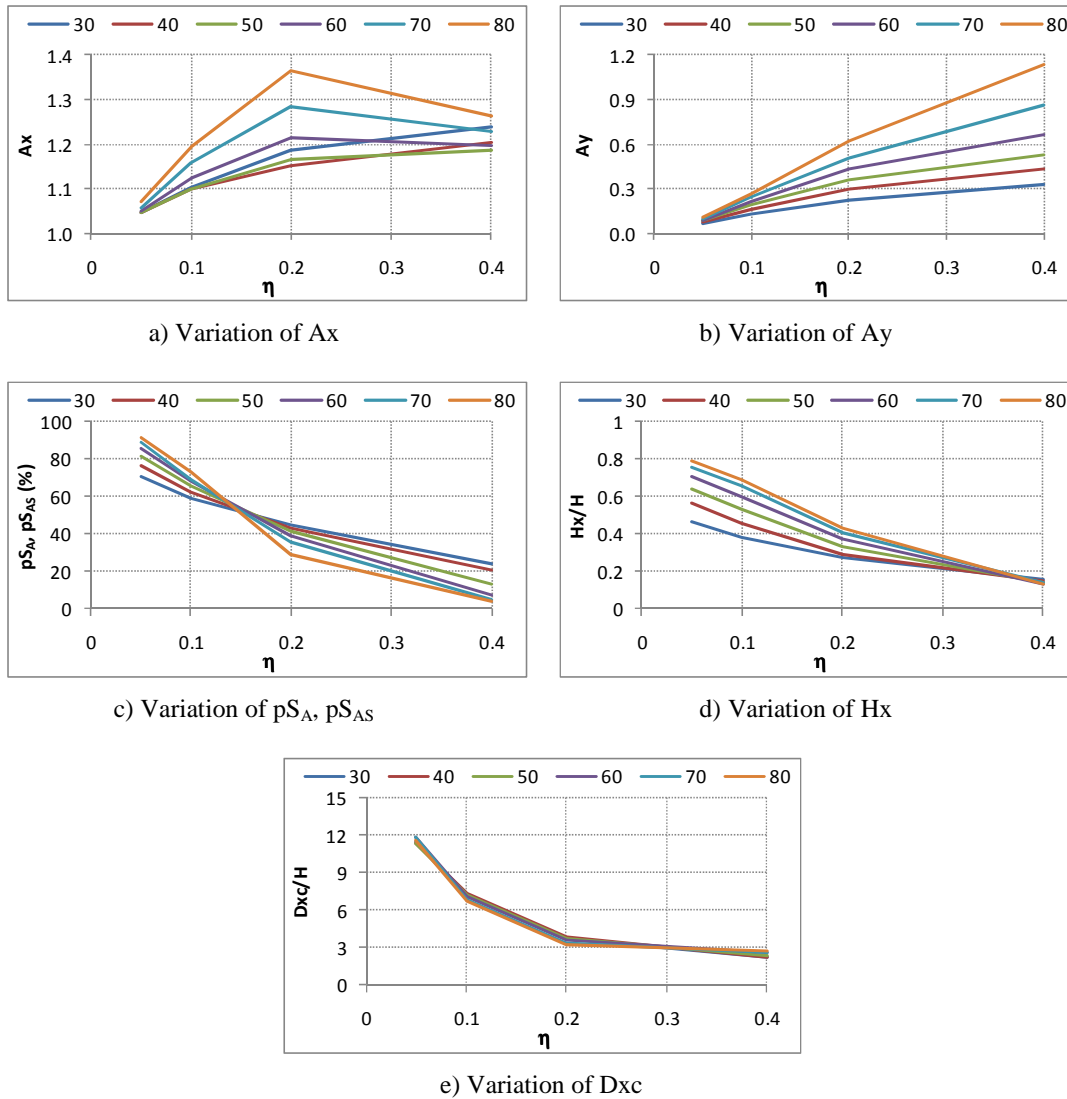 30 40 50 60 70 80
1.4
1.3
1.2
1.1
1.0
Ax
0 0.1 0.2 0.3 0.4
η
a) Variation of Ax
30 40 50 60 70 80
1.2
0.9
0.6
0.3
0.0
Ay
0 0.1 0.2 0.3 0.4
η
b) Variation of Ay
30 40 50 60 70 80
100
80
60
40
20
0
pSA, pSAS (%)
0 0.1 0.2 0.3 0.4
η
c) Variation of pSA, pSAS
30 40 50 60 70 80
1
0.8
0.6
0.4
0.2
0
Hx/H
0 0.1 0.2 0.3 0.4
η
d) Variation of Hx
30 40 50 60 70 80
15
12
9
6
3
0
Dxc/H
0 0.1 0.2 0.3 0.4
η
e) Variation of Dxc